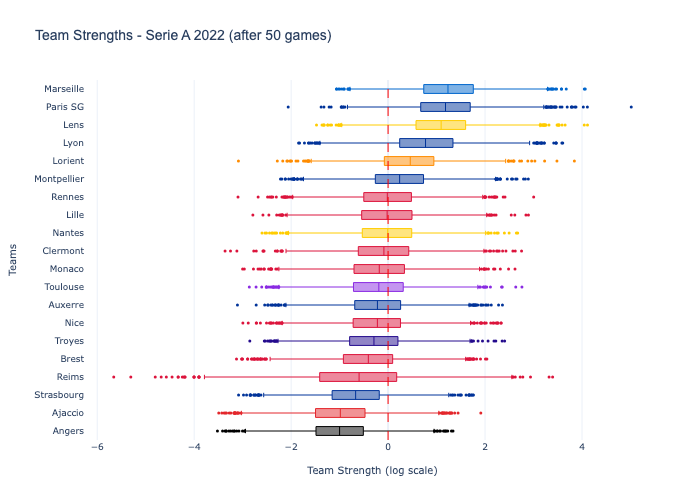 Team Strengths - Serie A 2022 (after 50 games)
Marseille
Paris SG
Lens
Lyon
Lorient
Montpellier
Rennes
Lille
Nantes
Clermont
Monaco
Toulouse
Auxerre
Nice
Troyes
Brest
Reims
Strasbourg
Ajaccio
Angers
Teams
−6 −4 −2 0 2 4
Team Strength (log scale)